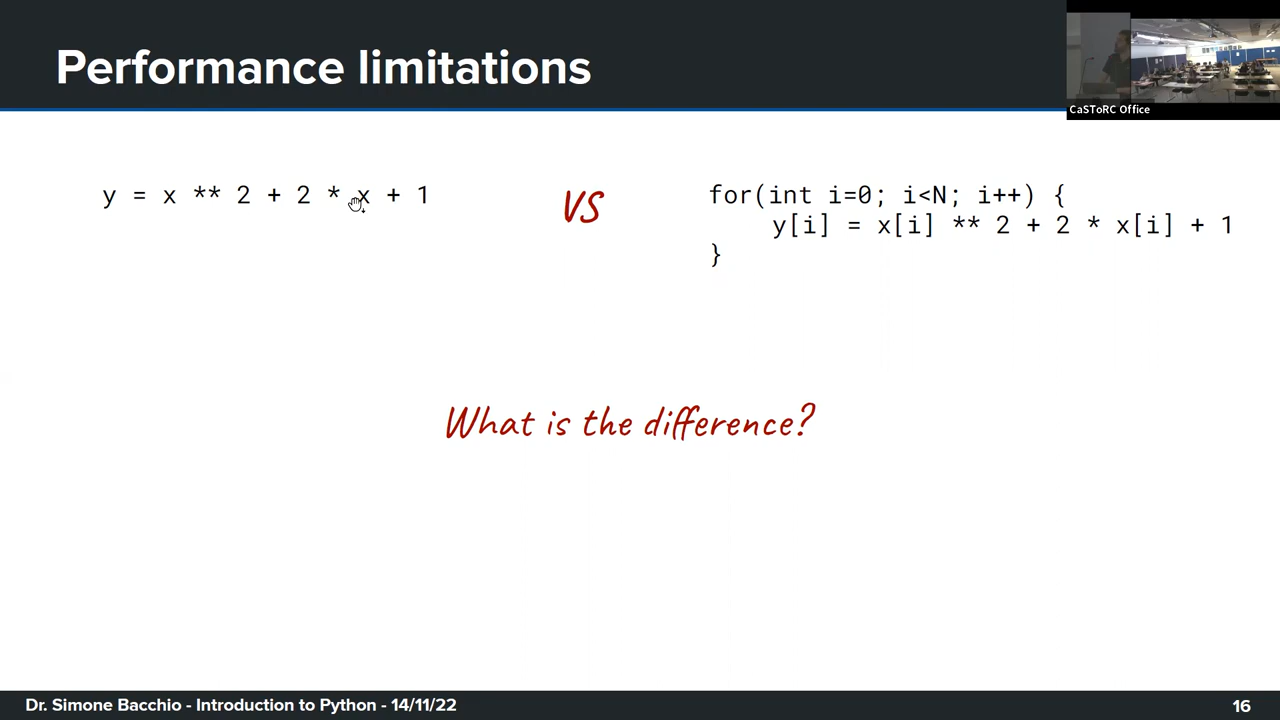 Performance limitations
CaSToRC Office
y = x ** 2 + 2 * x + 1
VS
for(int i=0; i<N; i++) {
y[i] = x[i] ** 2 + 2 * x[i] + 1
}
What is the difference?
Dr. Simone Bacchio - Introduction to Python - 14/11/22
16